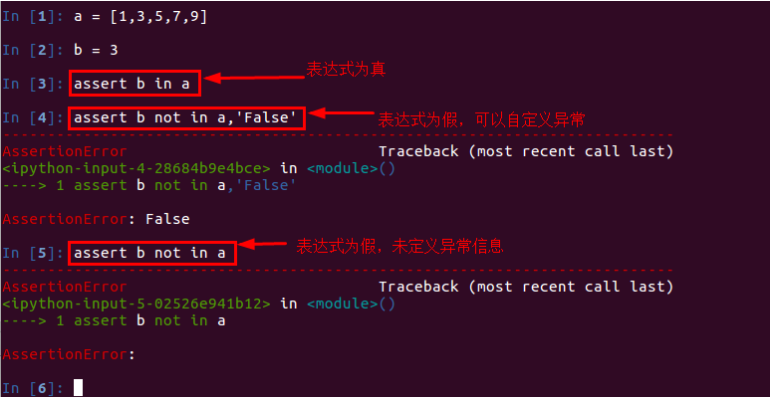 In [1]: a = [1,3,5,7,9]
In [2]: b = 3
表达式为真
In [3]: assert b in a
In [4]: assert b not in a,'False' 表达式为假，可以自定义异常
---------------------------------------------------------------------------
AssertionError                            Traceback (most recent call last)
<ipython-input-4-28684b9e4bce> in <module>()
----> 1 assert b not in a,'False'
AssertionError: False
In [5]: assert b not in a 表达式为假，未定义异常信息
---------------------------------------------------------------------------
AssertionError                            Traceback (most recent call last)
<ipython-input-5-02526e941b12> in <module>()
----> 1 assert b not in a
AssertionError:
In [6]: